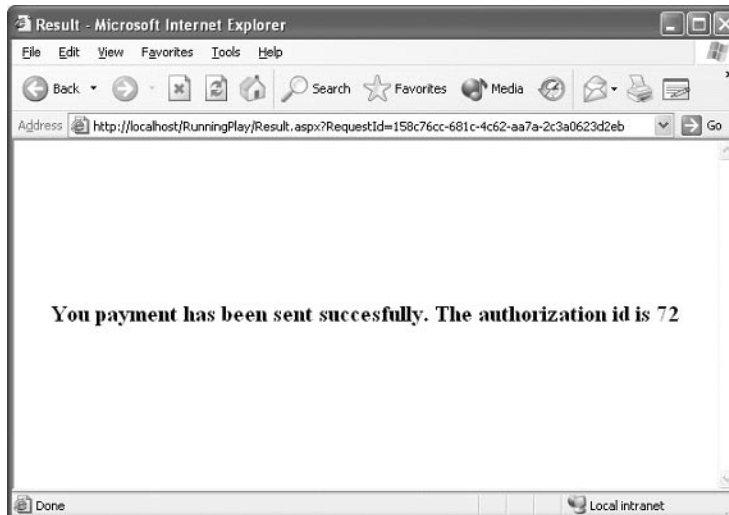 Result - Microsoft Internet Explorer
File Edit View Favorites Tools Help
Back Search Favorites Media
Address http://localhost/RunningPlay/Result.aspx?RequestId=158c76cc-681c-4c62-aa7a-2c3a0623d2eb Go
You payment has been sent succesfully. The authorization id is 72
Done Local intranet